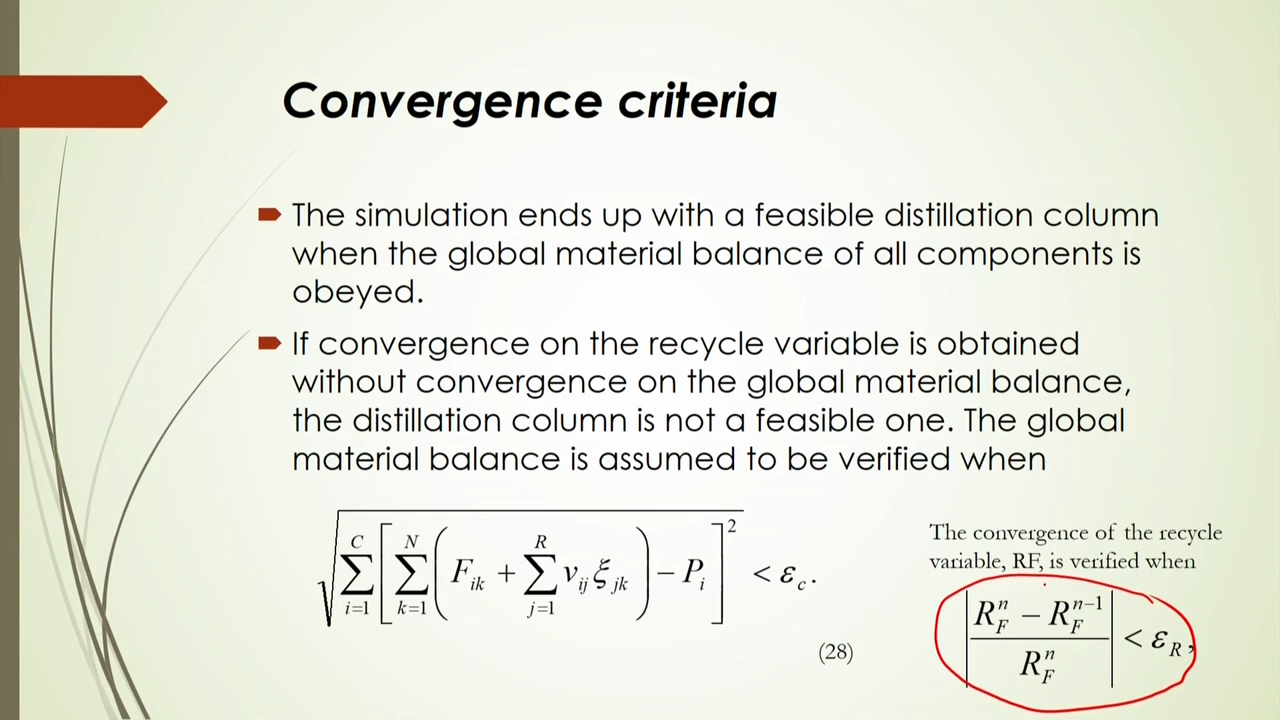 Convergence criteria
The simulation ends up with a feasible distillation column
when the global material balance of all components is
obeyed.
If convergence on the recycle variable is obtained
without convergence on the global material balance,
the distillation column is not a feasible one. The global
material balance is assumed to be verified when
√(∑_{i=1}^{C} [∑_{k=1}^{N} (F_{ik} + ∑_{j=1}^{R} ν_{ij} ξ_{jk}) − P_i]^2) < ε_c.
(28)
The convergence of the recycle
variable, RF, is verified when
|(R_F^n − R_F^{n−1}) / R_F^n| < ε_R,